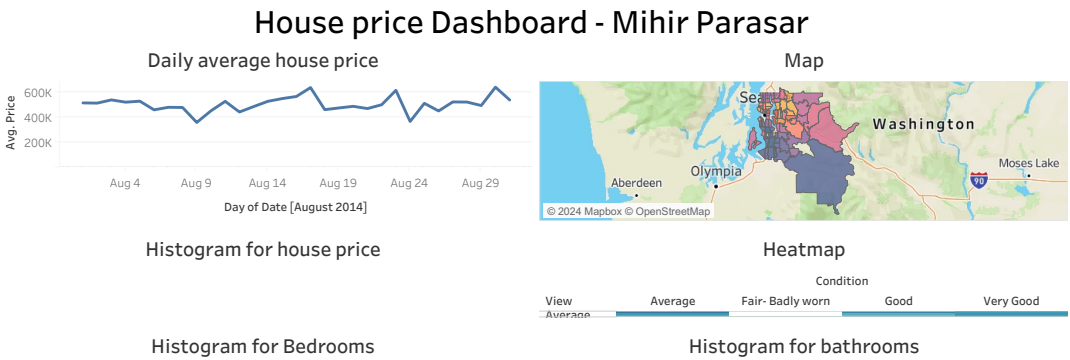 House price Dashboard - Mihir Parasar
Daily average house price
Avg. Price
600K
400K
200K
Aug 4 Aug 9 Aug 14 Aug 19 Aug 24 Aug 29
Day of Date [August 2014]
Map
Sea
Washington
Olympia
Aberdeen
Moses Lake
90
© 2024 Mapbox © OpenStreetMap
Histogram for house price
Heatmap
Condition
View Average Fair- Badly worn Good Very Good
Average
Histogram for Bedrooms
Histogram for bathrooms